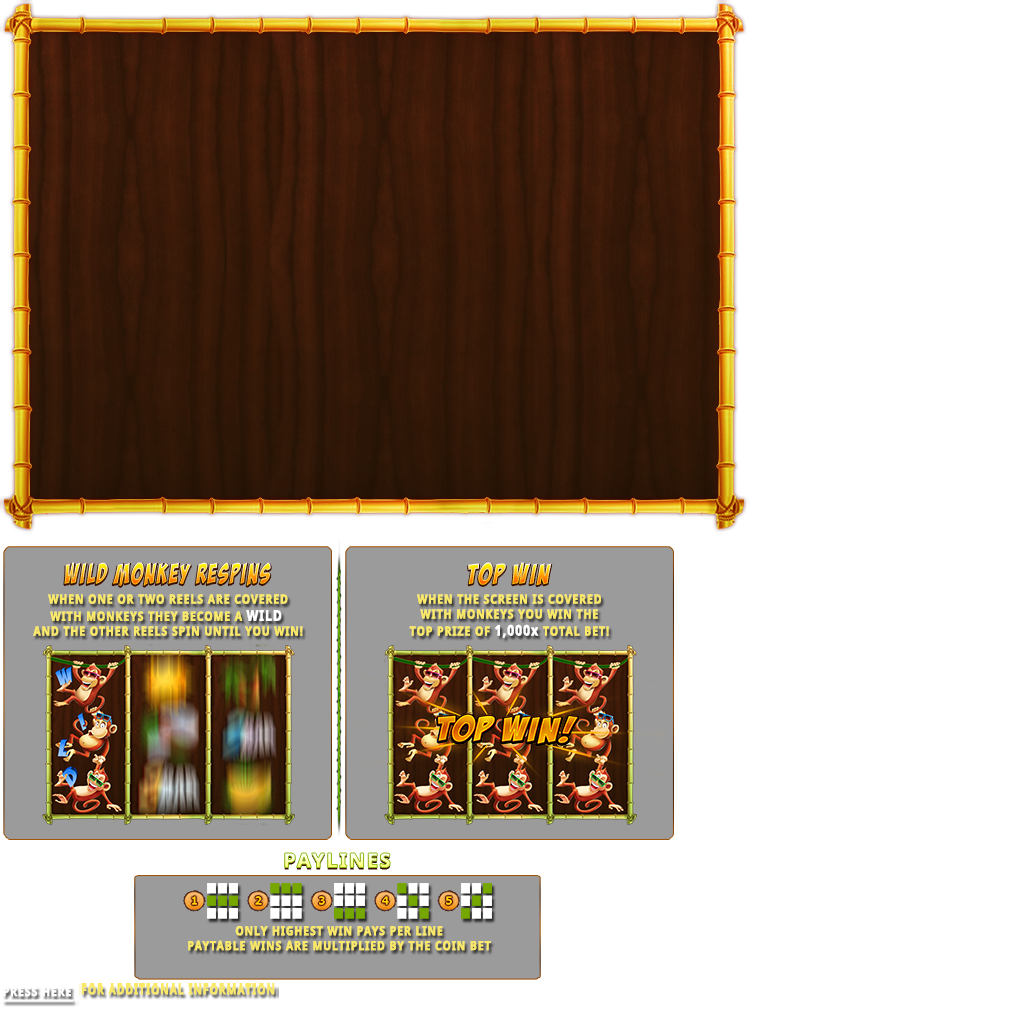 WILD MONKEY RESPINS
WHEN ONE OR TWO REELS ARE COVERED
WITH MONKEYS THEY BECOME A WILD
AND THE OTHER REELS SPIN UNTIL YOU WIN!
W
I
L
D
TOP WIN
WHEN THE SCREEN IS COVERED
WITH MONKEYS YOU WIN THE
TOP PRIZE OF 1,000x TOTAL BET!
TOP WIN!
PAYLINES
1 2 3 4 5
ONLY HIGHEST WIN PAYS PER LINE
PAYTABLE WINS ARE MULTIPLIED BY THE COIN BET
PRESS HERE FOR ADDITIONAL INFORMATION